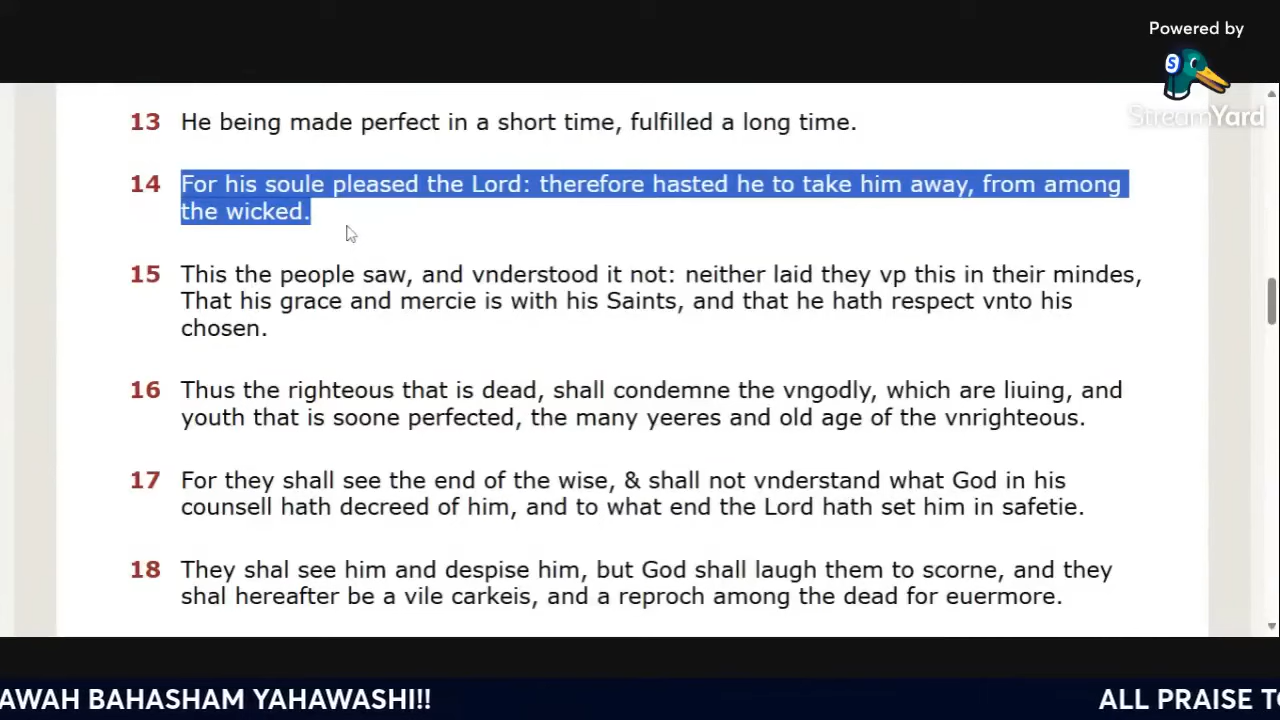 Powered by
S
StreamYard
13 He being made perfect in a short time, fulfilled a long time.
14 For his soule pleased the Lord: therefore hasted he to take him away, from among
the wicked.
15 This the people saw, and vnderstood it not: neither laid they vp this in their mindes,
That his grace and mercie is with his Saints, and that he hath respect vnto his
chosen.
16 Thus the righteous that is dead, shall condemne the vngodly, which are liuing, and
youth that is soone perfected, the many yeeres and old age of the vnrighteous.
17 For they shall see the end of the wise, & shall not vnderstand what God in his
counsell hath decreed of him, and to what end the Lord hath set him in safetie.
18 They shal see him and despise him, but God shall laugh them to scorne, and they
shal hereafter be a vile carkeis, and a reproch among the dead for euermore.
AWAH BAHASHAM YAHAWASHI!! ALL PRAISE TO